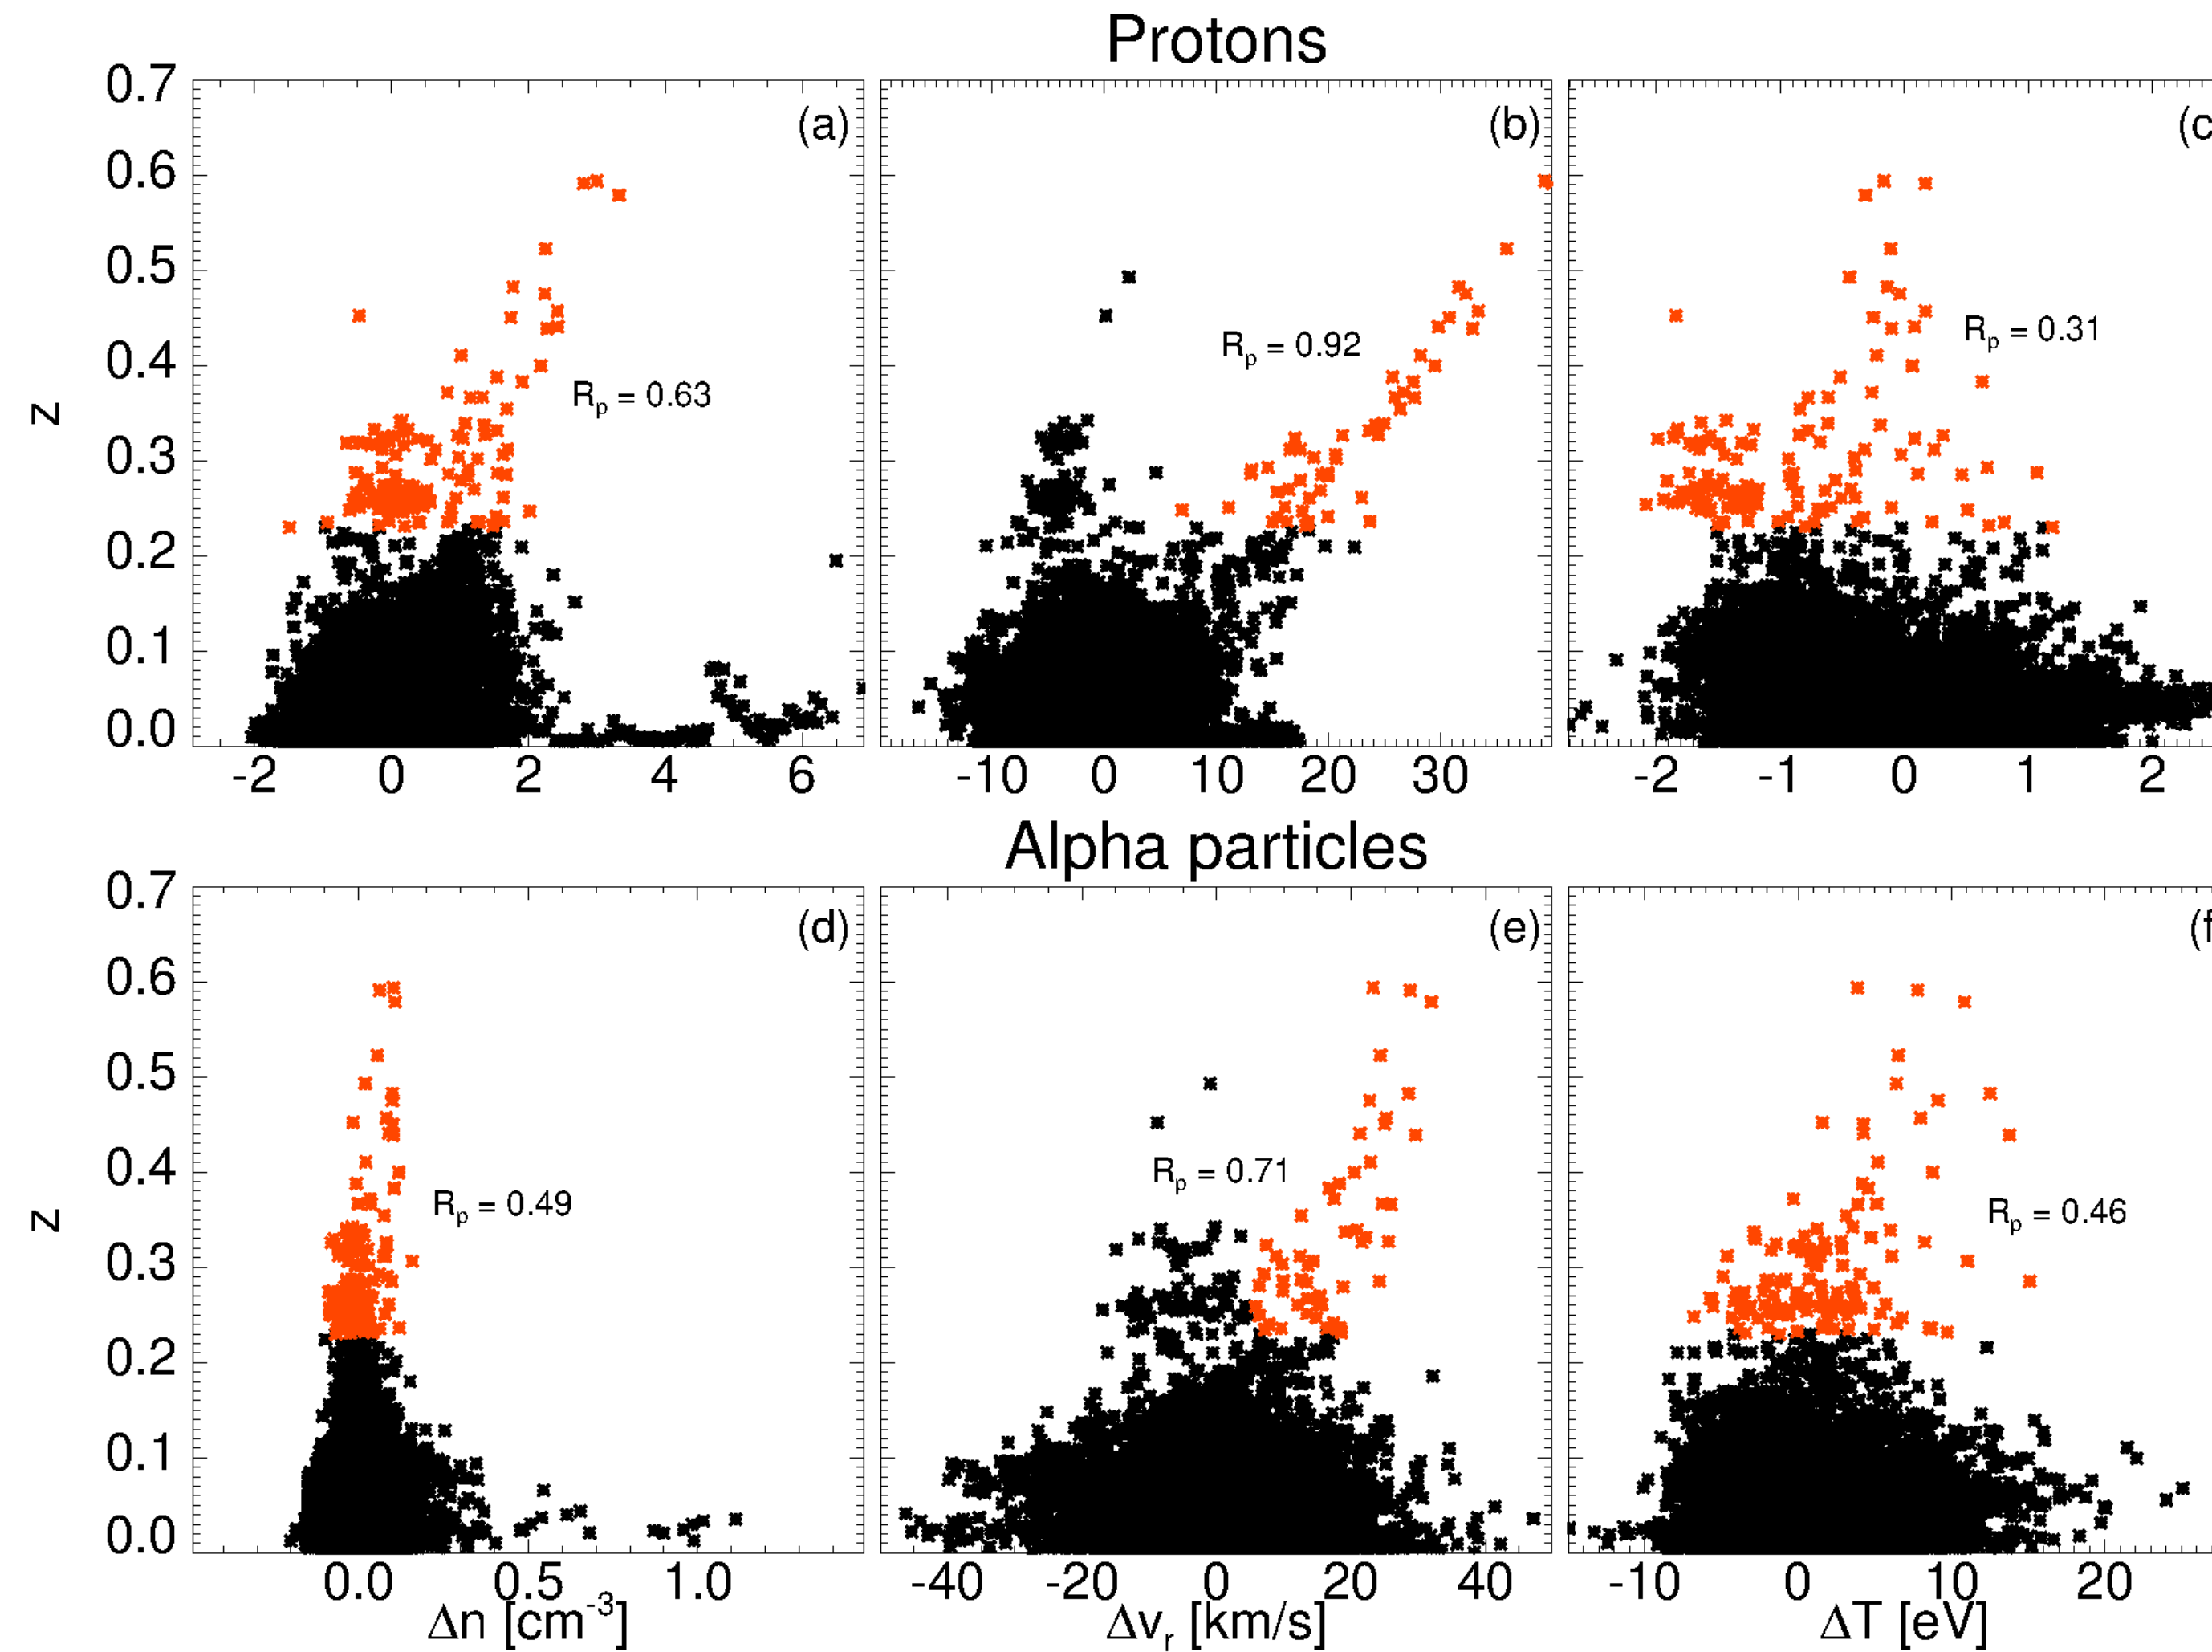 Protons
0.7
0.6
0.5
0.4
0.3
0.2
0.1
0.0
z
(a)
R_p = 0.63
-2 0 2 4 6
(b)
R_p = 0.92
-10 0 10 20 30
(c
R_p = 0.31
-2 -1 0 1 2
Alpha particles
0.7
0.6
0.5
0.4
0.3
0.2
0.1
0.0
z
(d)
R_p = 0.49
0.0 0.5 1.0
Δn [cm⁻³]
(e)
R_p = 0.71
-40 -20 0 20 40
Δv_r [km/s]
(f
R_p = 0.46
-10 0 10 20
ΔT [eV]